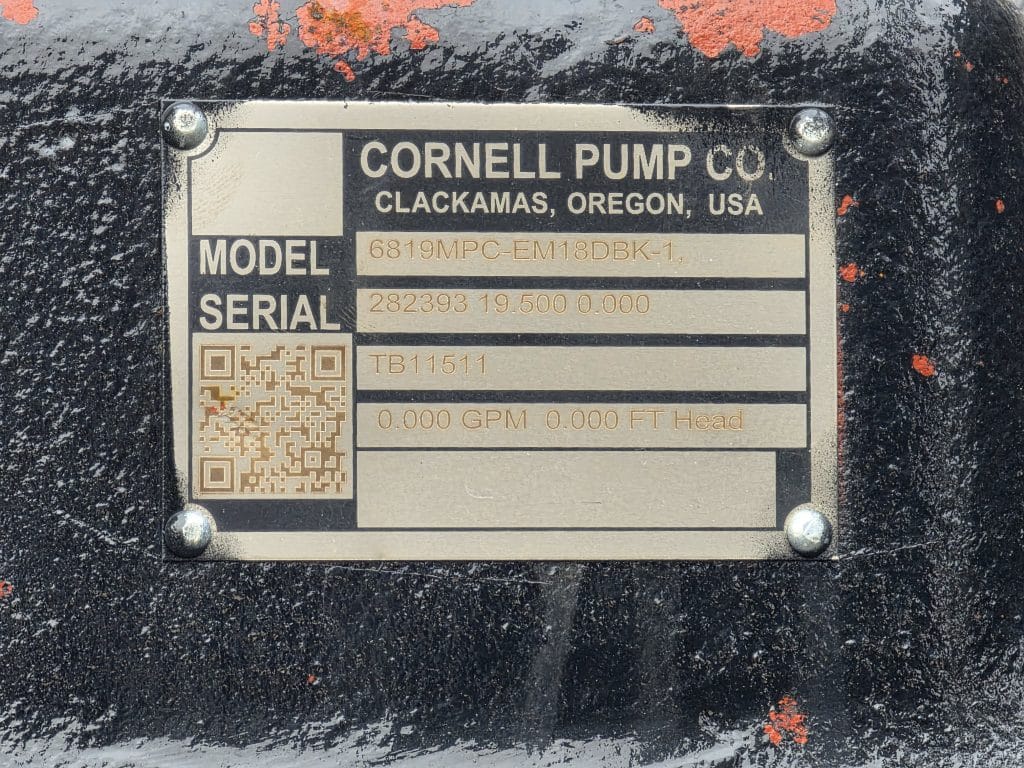 CORNELL PUMP CO.
CLACKAMAS, OREGON, USA
MODEL 6819MPC-EM18DBK-1,
SERIAL 282393 19.500 0.000
TB11511
0.000 GPM 0.000 FT Head